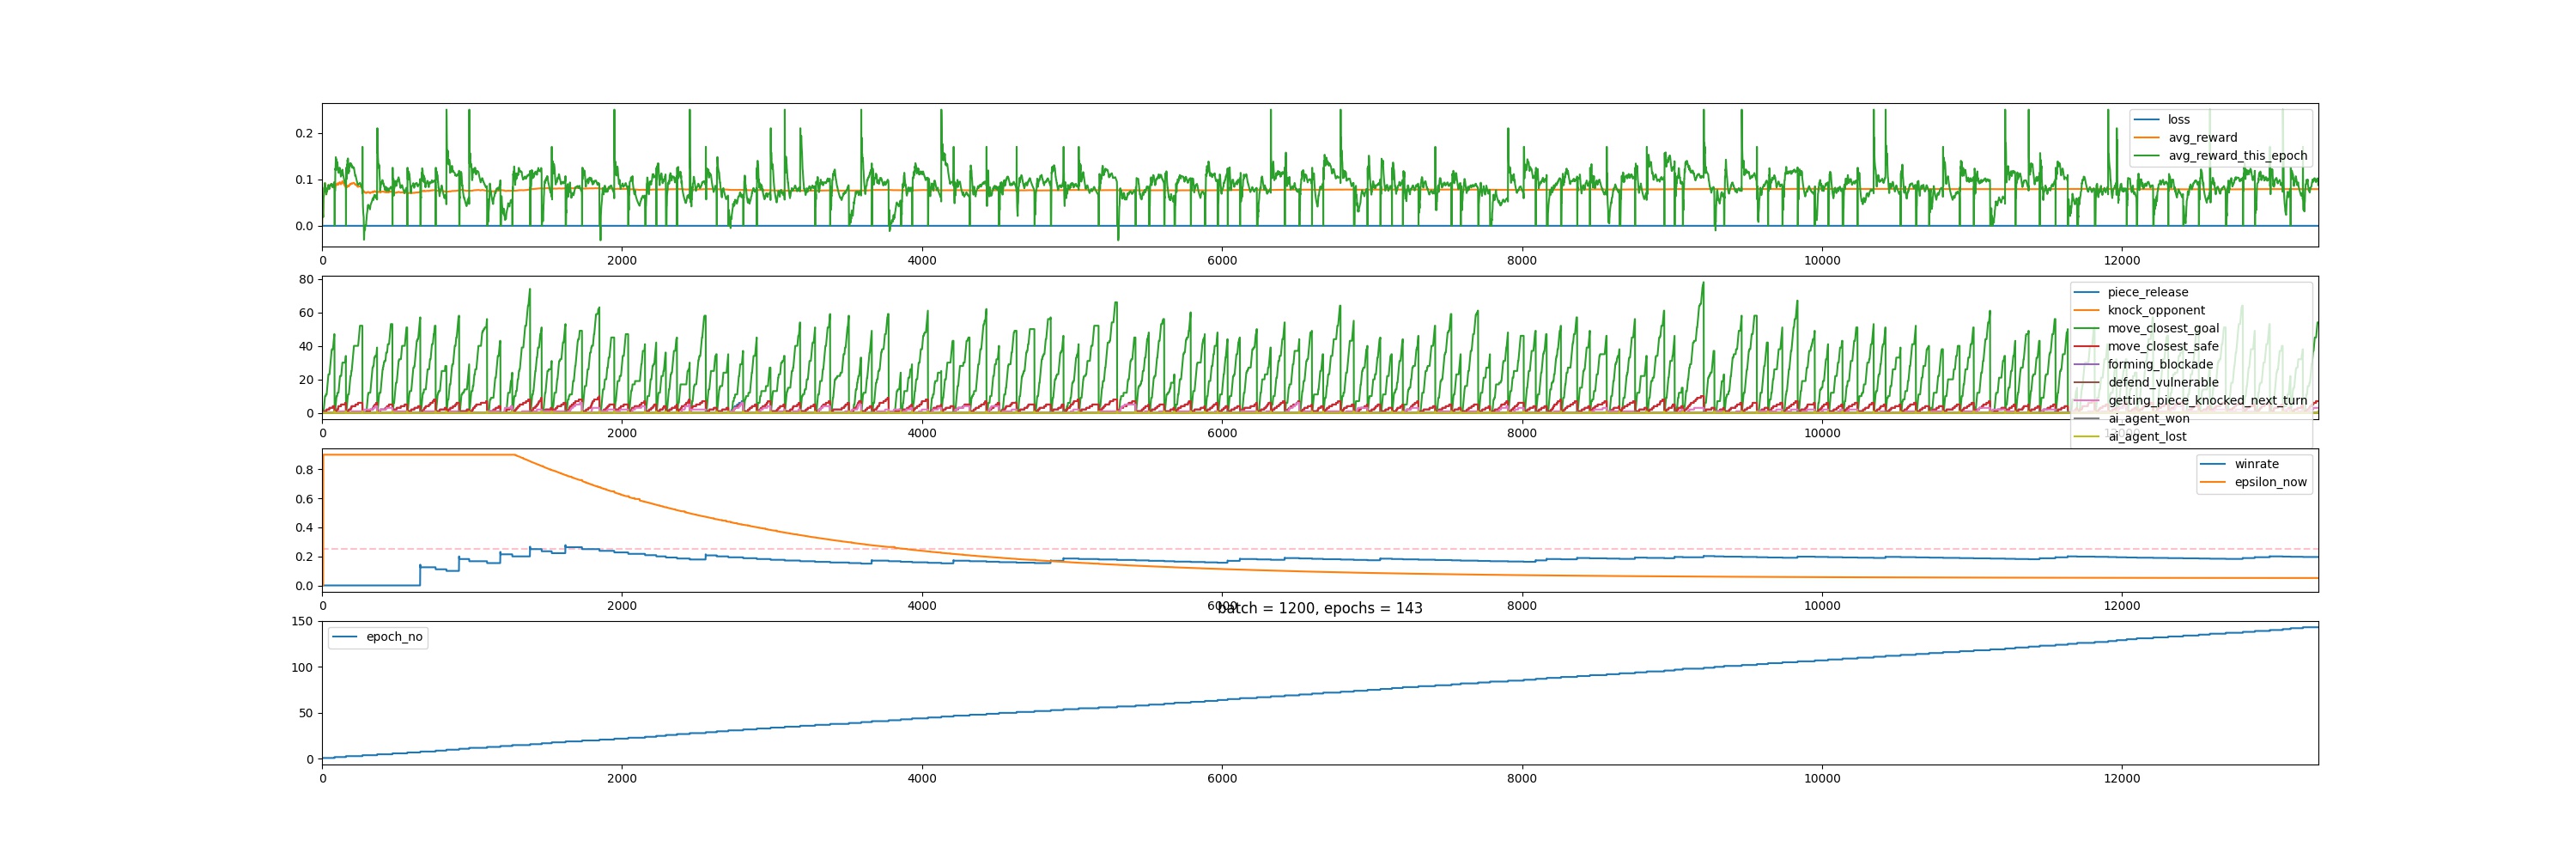 0.2
0.1
0.0
loss
avg_reward
avg_reward_this_epoch
0 2000 4000 6000 8000 10000 12000
80
60
40
20
0
piece_release
knock_opponent
move_closest_goal
move_closest_safe
forming_blockade
defend_vulnerable
getting_piece_knocked_next_turn
ai_agent_won
ai_agent_lost
0 2000 4000 6000 8000 10000 12000
0.8
0.6
0.4
0.2
0.0
winrate
epsilon_now
0 2000 4000 6000 8000 10000 12000
batch = 1200, epochs = 143
150
100
50
0
epoch_no
0 2000 4000 6000 8000 10000 12000